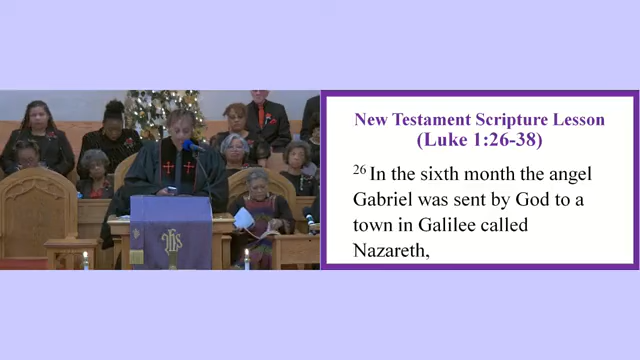 New Testament Scripture Lesson
(Luke 1:26-38)
26 In the sixth month the angel
Gabriel was sent by God to a
town in Galilee called
Nazareth,
IHS